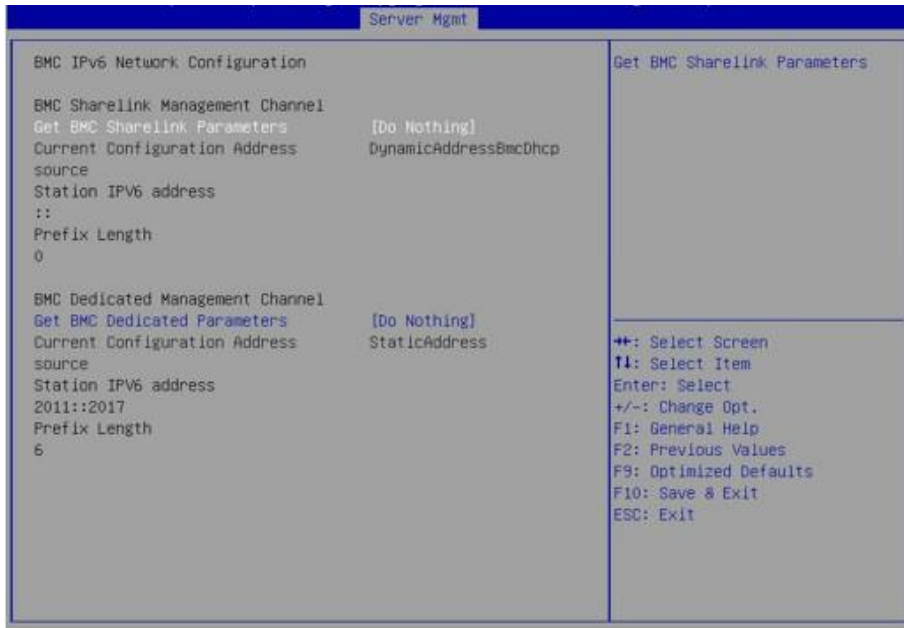 Server Mgmt
BMC IPv6 Network Configuration
BMC Sharelink Management Channel
Get BMC Sharelink Parameters [Do Nothing]
Current Configuration Address DynamicAddressBmcDhcp
source
Station IPV6 address
::
Prefix Length
0
BMC Dedicated Management Channel
Get BMC Dedicated Parameters [Do Nothing]
Current Configuration Address StaticAddress
source
Station IPV6 address
2011::2017
Prefix Length
6
Get BMC Sharelink Parameters
→←: Select Screen
↑↓: Select Item
Enter: Select
+/-: Change Opt.
F1: General Help
F2: Previous Values
F9: Optimized Defaults
F10: Save & Exit
ESC: Exit